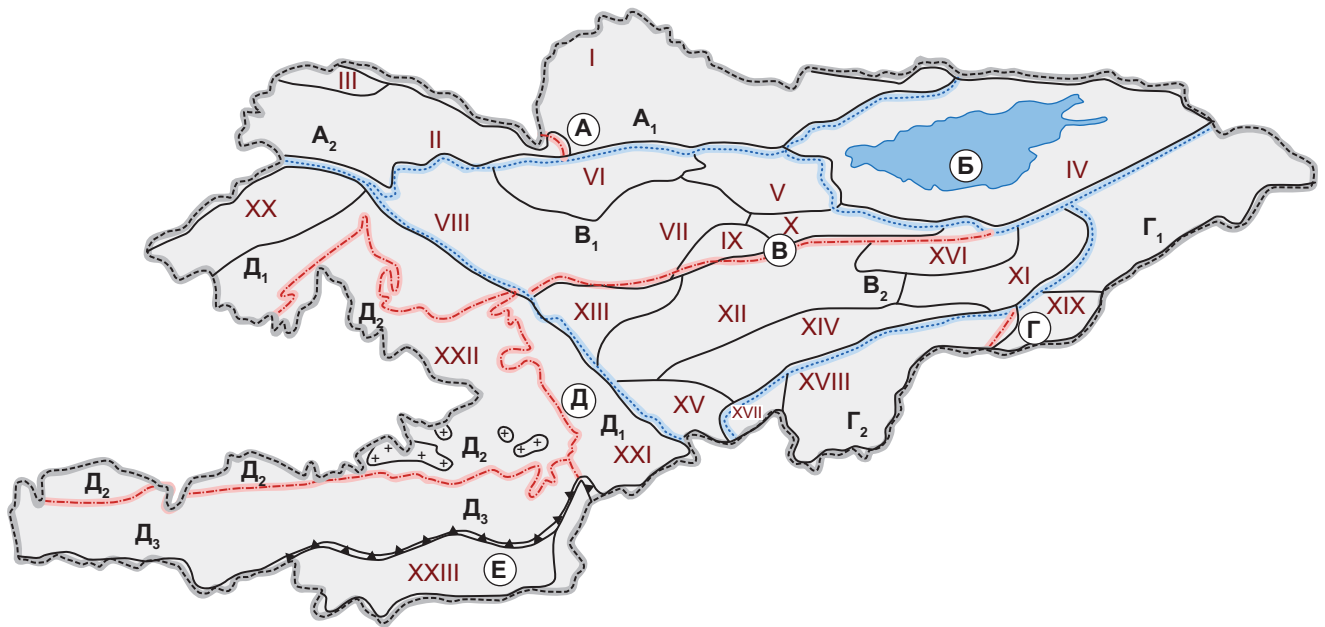 I
III
А
А₁
А₂
II
Б
IV
VI
V
XX
VIII
В₁
VII
IX
X
В
XVI
Г₁
Д₁
XI
В₂
XIII
XII
XIV
XIX
Г
Д₂
XXII
XVIII
Д
XV
XVII
Г₂
Д₁
Д₂
XXI
Д₂
Д₂
Д₃
Д₃
XXIII
Е